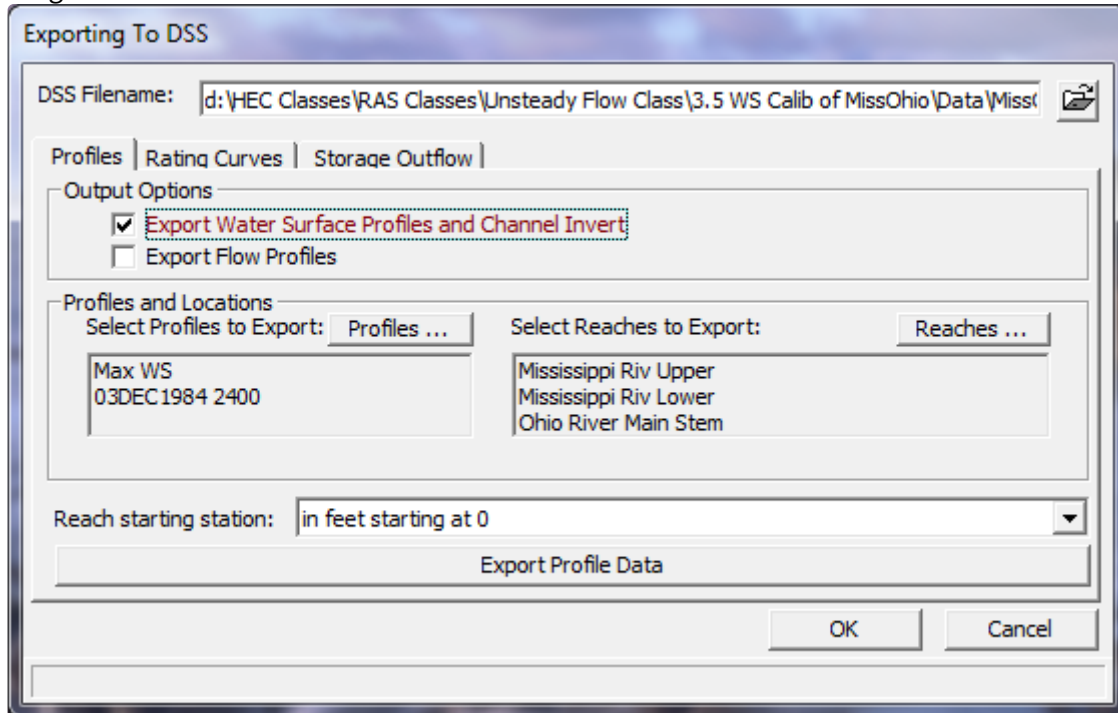 Exporting To DSS
DSS Filename: d:\HEC Classes\RAS Classes\Unsteady Flow Class\3.5 WS Calib of MissOhio\Data\Miss
Profiles Rating Curves Storage Outflow
Output Options
Export Water Surface Profiles and Channel Invert
Export Flow Profiles
Profiles and Locations
Select Profiles to Export: Profiles ... Select Reaches to Export: Reaches ...
Max WS
03DEC1984 2400
Mississippi Riv Upper
Mississippi Riv Lower
Ohio River Main Stem
Reach starting station: in feet starting at 0
Export Profile Data
OK Cancel